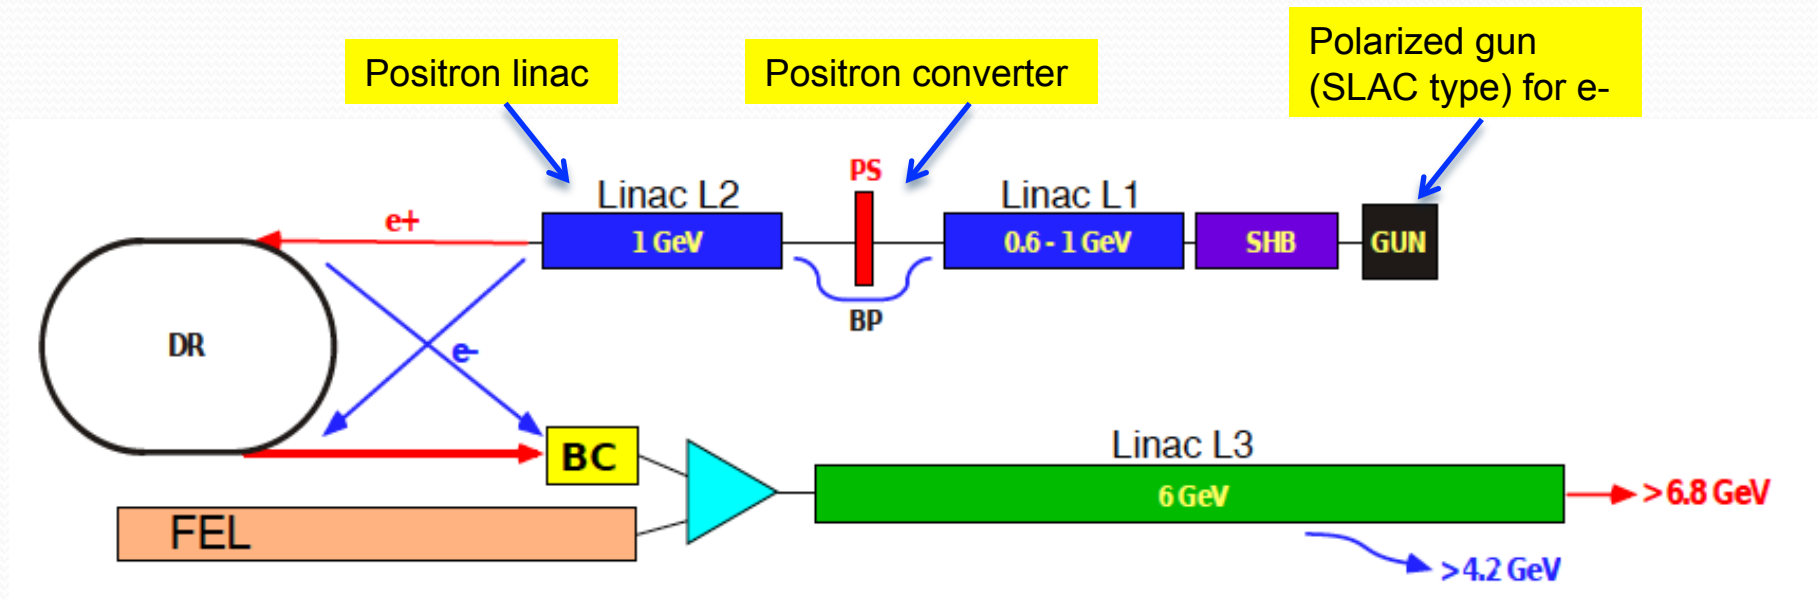 Positron linac
Positron converter
Polarized gun
(SLAC type) for e-
PS
Linac L2
Linac L1
e+
1 GeV
0.6 - 1 GeV
SHB
GUN
BP
DR
e-
BC
Linac L3
6 GeV
>6.8 GeV
FEL
>4.2 GeV